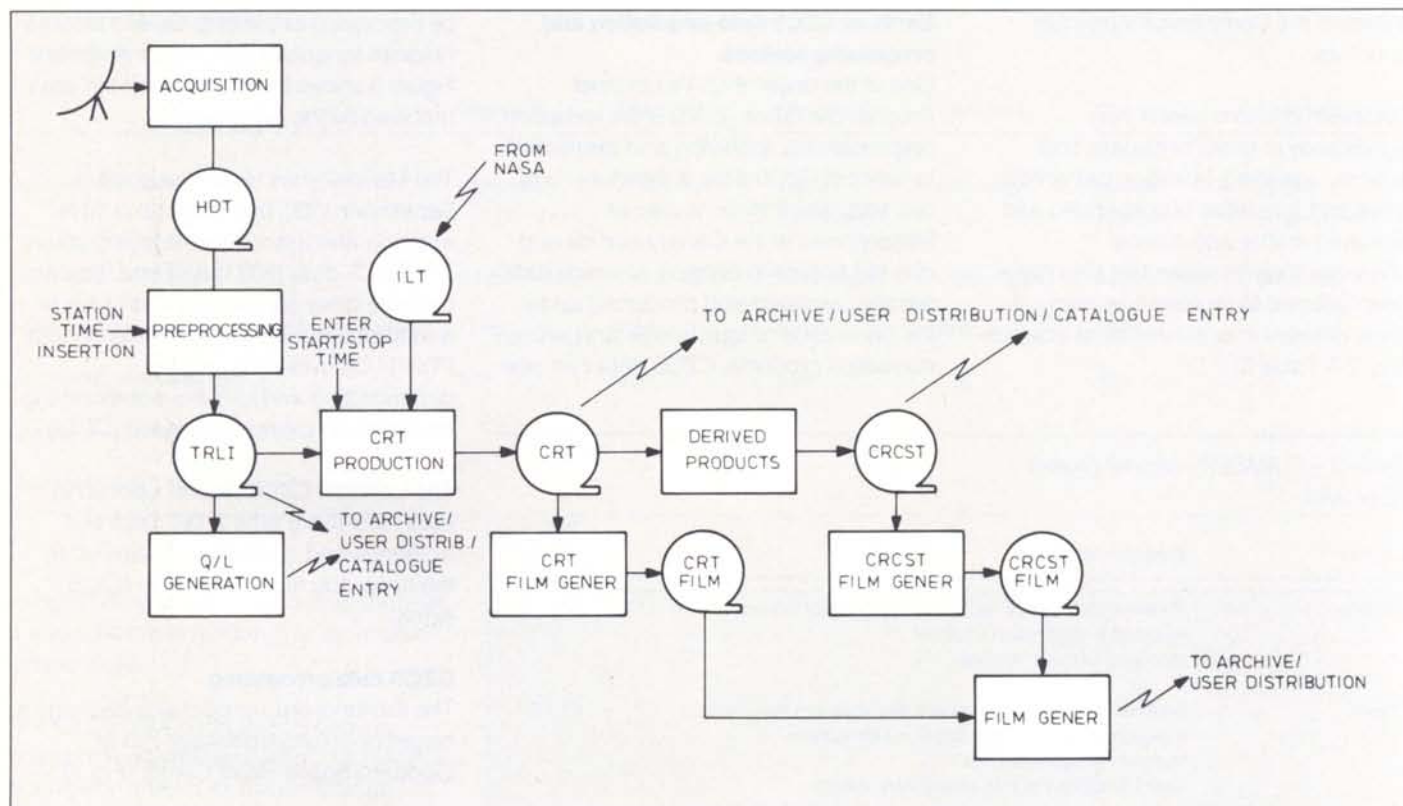 ACQUISITION
FROM
NASA
HDT
ILT
STATION
TIME
INSERTION
PREPROCESSING
ENTER
START/STOP
TIME
TO ARCHIVE/USER DISTRIBUTION/CATALOGUE ENTRY
TRLI
CRT
PRODUCTION
CRT
DERIVED
PRODUCTS
CRCST
TO ARCHIVE/
USER DISTRIB/
CATALOGUE
ENTRY
Q/L
GENERATION
CRT
FILM GENER
CRT
FILM
CRCST
FILM GENER
CRCST
FILM
TO ARCHIVE/
USER DISTRIBUTION
FILM GENER.